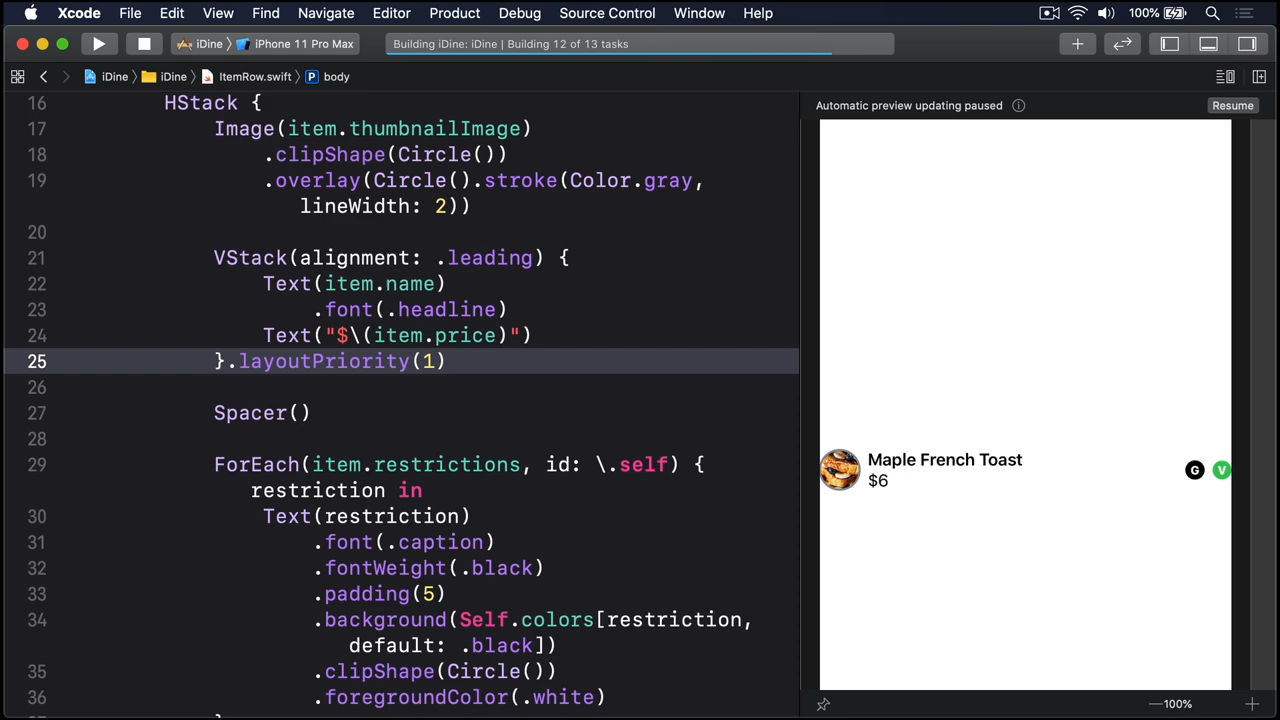 Xcode File Edit View Find Navigate Editor Product Debug Source Control Window Help 100%
iDine iPhone 11 Pro Max Building iDine: iDine | Building 12 of 13 tasks
iDine iDine ItemRow.swift P body
Automatic preview updating paused Resume
16 HStack {
17 Image(item.thumbnailImage)
18 .clipShape(Circle())
19 .overlay(Circle().stroke(Color.gray,
lineWidth: 2))
20
21 VStack(alignment: .leading) {
22 Text(item.name)
23 .font(.headline)
24 Text("$\(item.price)")
25 }.layoutPriority(1)
26
27 Spacer()
28
29 ForEach(item.restrictions, id: \.self) {
restriction in
30 Text(restriction)
31 .font(.caption)
32 .fontWeight(.black)
33 .padding(5)
34 .background(Self.colors[restriction,
default: .black])
35 .clipShape(Circle())
36 .foregroundColor(.white)
Maple French Toast
$6
G V
100%